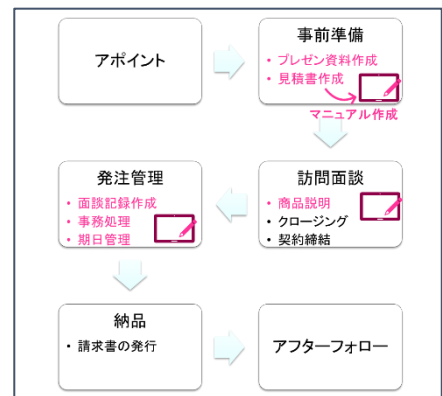 アポイント
事前準備
・プレゼン資料作成
・見積書作成
マニュアル作成
訪問面談
・商品説明
・クロージング
・契約締結
発注管理
・面談記録作成
・事務処理
・期日管理
納品
・請求書の発行
アフターフォロー